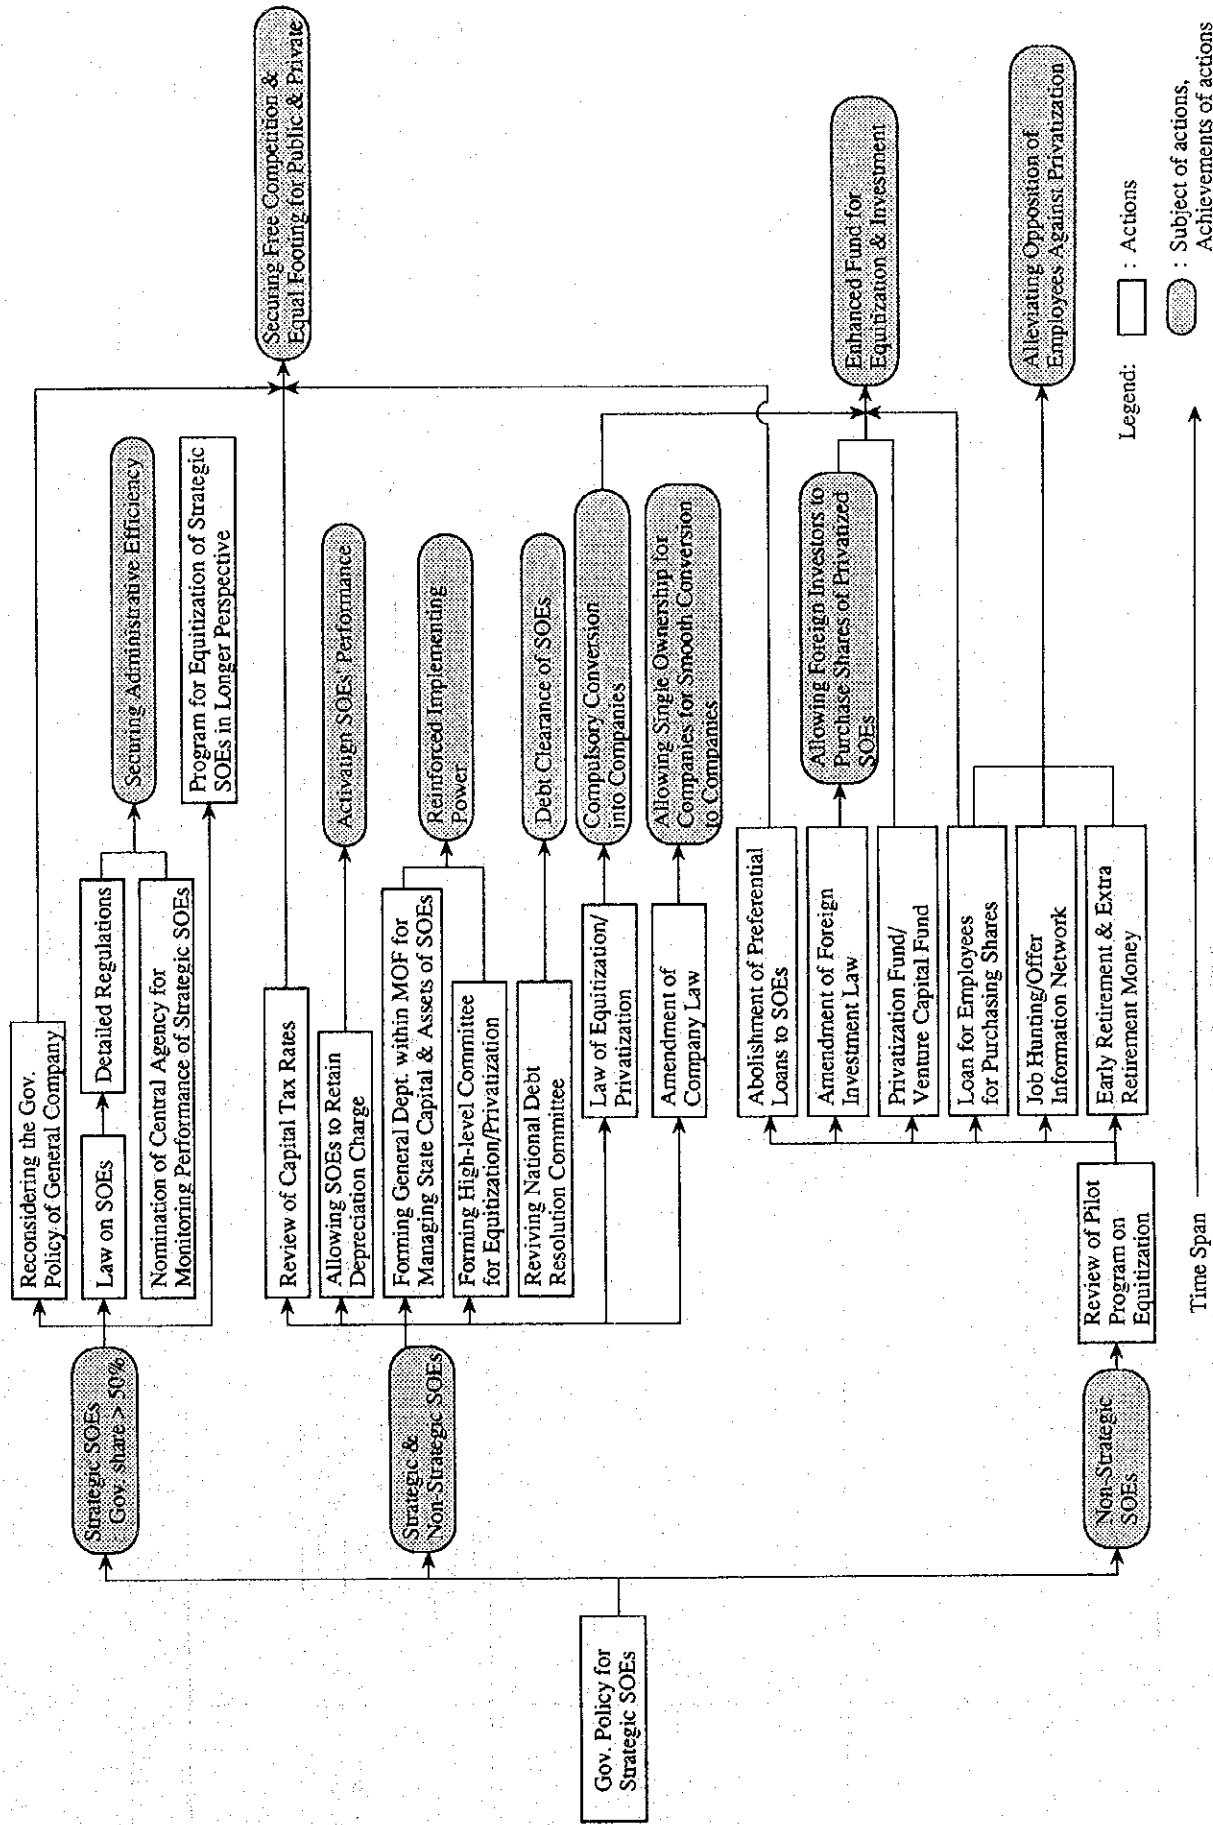 Gov. Policy for
Strategic SOEs
Strategic SOEs
Gov. share > 50%
Strategic &
Non-Strategic SOEs
Non-Strategic
SOEs
Reconsidering the Gov.
Policy of General Company
Law on SOEs
Detailed Regulations
Nomination of Central Agency for
Monitoring Performance of Strategic SOEs
Securing Administrative Efficiency
Program for Equitization of Strategic
SOEs in Longer Perspective
Review of Capital Tax Rates
Allowing SOEs to Retain
Depreciation Charge
Activatign SOEs' Performance
Forming General Dept. within MOF for
Managing State Capital & Assets of SOEs
Forming High-level Committee
for Equitization/Privatization
Reinforced Implementing
Power
Reviving National Debt
Resolution Committee
Debt Clearance of SOEs
Law of Equitization/
Privatization
Compulsory Conversion
into Companies
Amendment of
Company Law
Allowing Single Ownership for
Companies for Smooth Conversion
to Companies
Review of Pilot
Program on
Equitization
Abolishment of Preferential
Loans to SOEs
Amendment of Foreign
Investment Law
Allowing Foreign Investors to
Purchase Shares of Privarized
SOEs
Privatization Fund/
Venture Capital Fund
Loan for Employees
for Purchasing Shares
Job Hunting/Offer
Information Network
Early Retirement & Extra
Retirement Money
Securing Free Competition &
Equal Footing for Public & Private
Enhanced Fund for
Equitization & Investment
Alleviating Opposition of
Employees Against Privatization
Time Span
Legend:
: Actions
: Subject of actions,
Achievements of actions